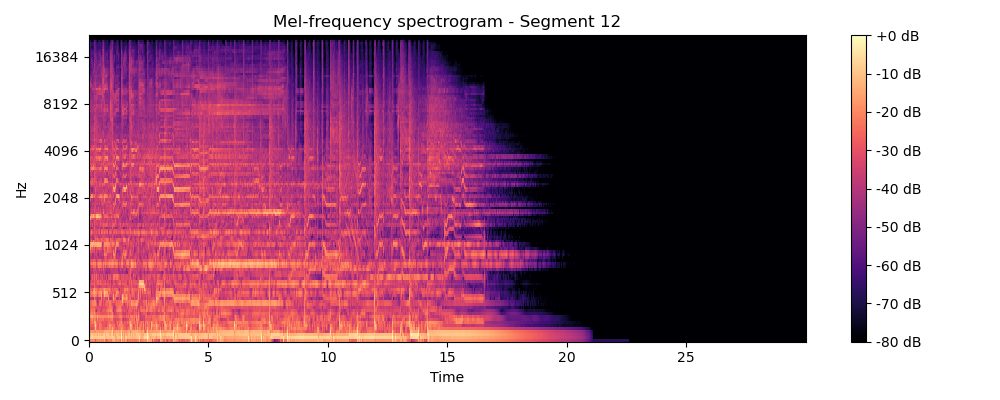 Mel-frequency spectrogram - Segment 12
Hz
16384
8192
4096
2048
1024
512
0
0 5 10 15 20 25
Time
+0 dB
-10 dB
-20 dB
-30 dB
-40 dB
-50 dB
-60 dB
-70 dB
-80 dB